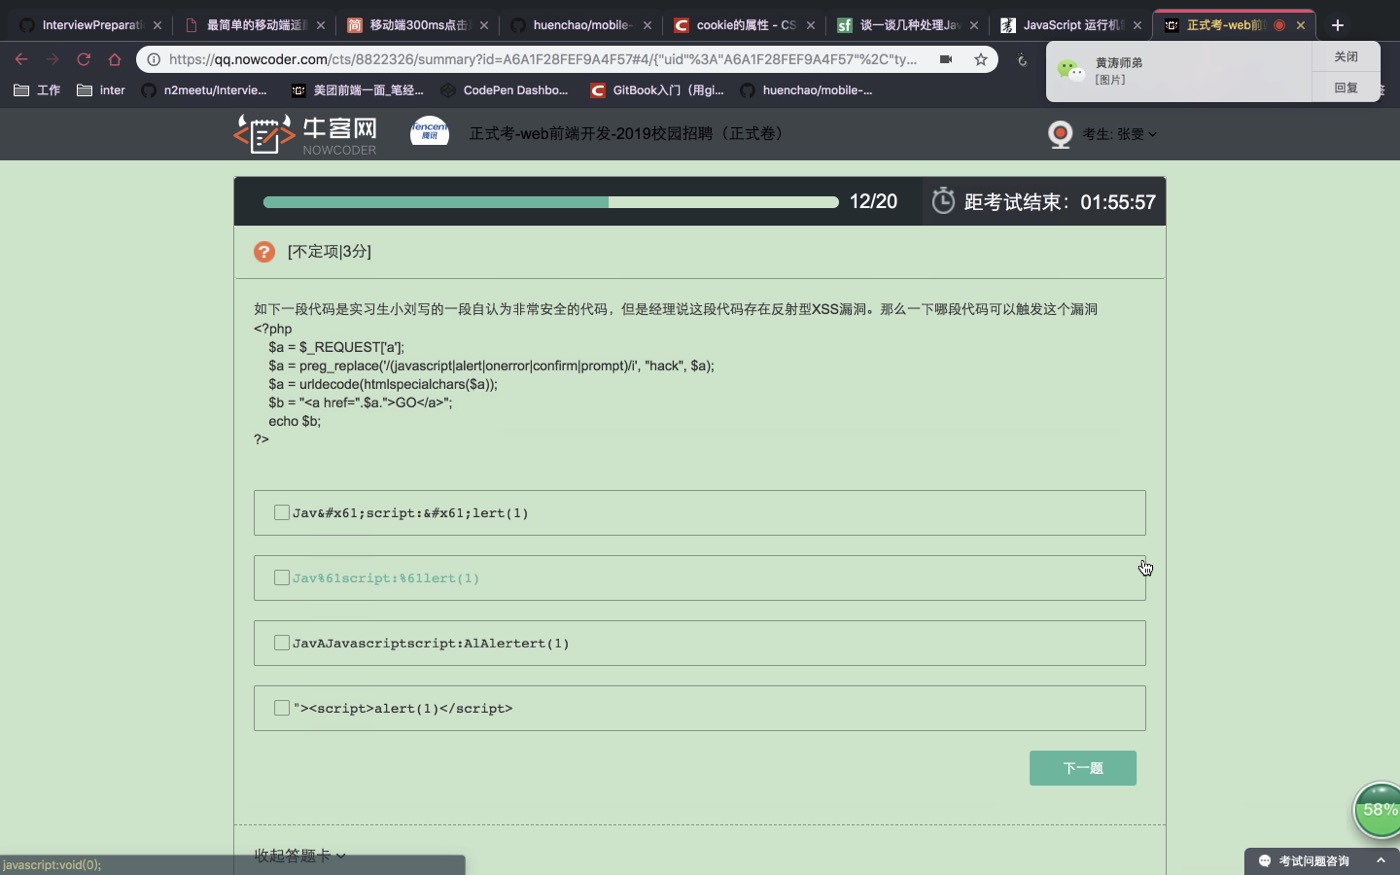 InterviewPreparati
最简单的移动端适
简 移动端300ms点击
huenchao/mobile-
cookie的属性 - CS
sf 谈一谈几种处理Jav
JavaScript 运行机
正式考-web前
https://qq.nowcoder.com/cts/8822326/summary?id=A6A1F28FEF9A4F57#4/{"uid"%3A"A6A1F28FEF9A4F57"%2C"ty...
黄涛师弟
[图片]
关闭
回复
工作
inter
n2meetu/Intervie...
美团前端一面_笔经...
CodePen Dashbo...
GitBook入门（用gi...
huenchao/mobile-...
牛客网
NOWCODER
Tencent
腾讯
正式考-web前端开发-2019校园招聘（正式卷）
考生: 张雯
12/20
距考试结束：01:55:57
? [不定项|3分]
如下一段代码是实习生小刘写的一段自认为非常安全的代码，但是经理说这段代码存在反射型XSS漏洞。那么一下哪段代码可以触发这个漏洞
<?php
$a = $_REQUEST['a'];
$a = preg_replace('/(javascript|alert|onerror|confirm|prompt)/i', "hack", $a);
$a = urldecode(htmlspecialchars($a));
$b = "<a href=".$a.">GO</a>";
echo $b;
?>
Jav&#x61;script:&#x61;lert(1)
Jav%61script:%61lert(1)
JavAJavascriptscript:AlAlertert(1)
"><script>alert(1)</script>
下一题
58%
收起答题卡
javascript:void(0);
考试问题咨询